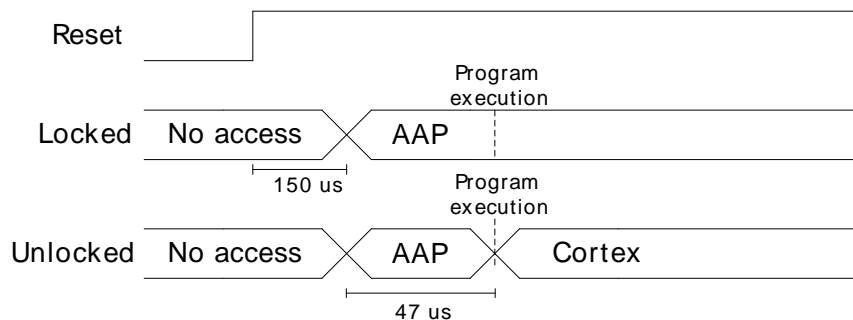 Reset
Program
execution
Locked No access AAP
150 us
Program
execution
Unlocked No access AAP Cortex
47 us